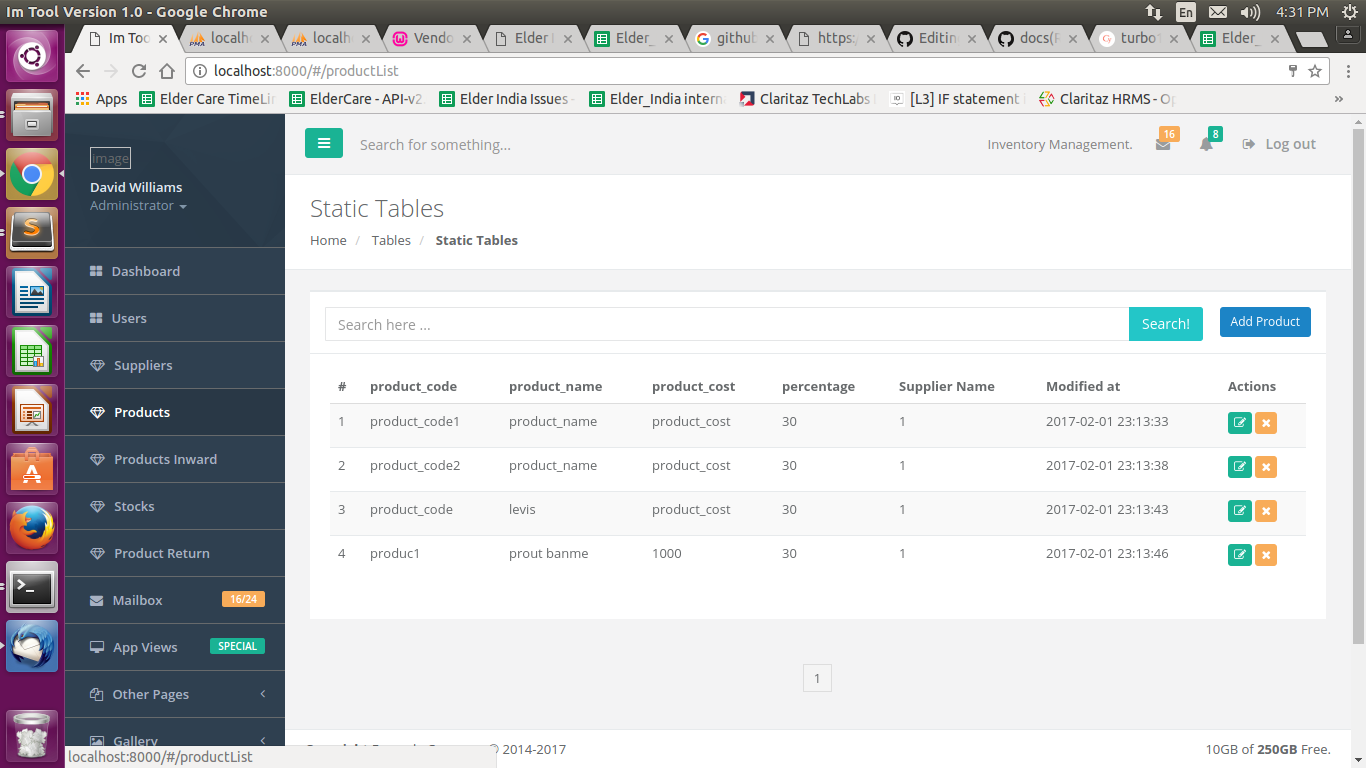 Im Tool Version 1.0 - Google Chrome
En
4:31 PM
Im Too
localh
localh
Vendo
Elder
Elder_
github
https:/
Editin
docs(R
turbo
Elder_
localhost:8000/#/productList
Apps
Elder Care TimeLin
ElderCare - API-v2
Elder India Issues -
Elder_India intern
Claritaz TechLabs
[L3] IF statement i
Claritaz HRMS - Op
»
image
David Williams
Administrator
Dashboard
Users
Suppliers
Products
Products Inward
Stocks
Product Return
Mailbox 16/24
App Views SPECIAL
Other Pages
Gallery
Search for something...
Inventory Management.
16
8
Log out
Static Tables
Home / Tables / Static Tables
Search here ...
Search!
Add Product
# product_code product_name product_cost percentage Supplier Name Modified at Actions
1 product_code1 product_name product_cost 30 1 2017-02-01 23:13:33
2 product_code2 product_name product_cost 30 1 2017-02-01 23:13:38
3 product_code levis product_cost 30 1 2017-02-01 23:13:43
4 produc1 prout banme 1000 30 1 2017-02-01 23:13:46
1
© 2014-2017
10GB of 250GB Free.
localhost:8000/#/productList